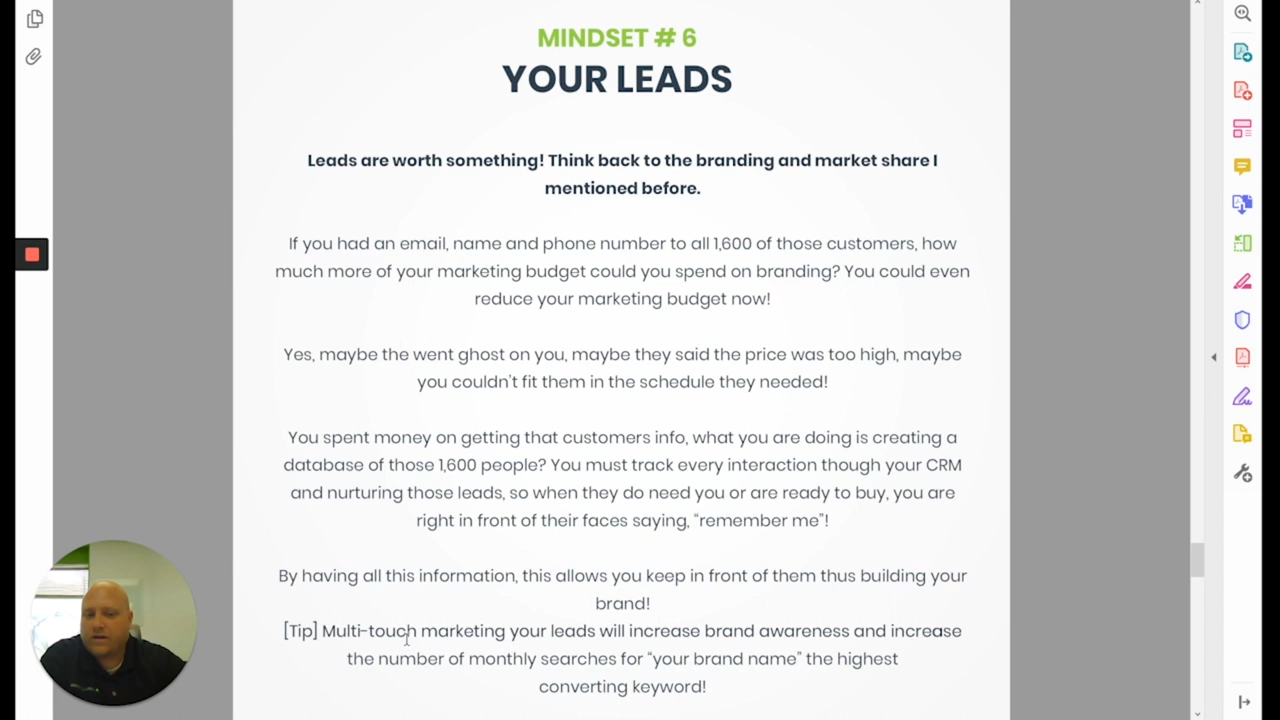 MINDSET # 6
YOUR LEADS
Leads are worth something! Think back to the branding and market share I
mentioned before.
If you had an email, name and phone number to all 1,600 of those customers, how
much more of your marketing budget could you spend on branding? You could even
reduce your marketing budget now!
Yes, maybe the went ghost on you, maybe they said the price was too high, maybe
you couldn't fit them in the schedule they needed!
You spent money on getting that customers info, what you are doing is creating a
database of those 1,600 people? You must track every interaction though your CRM
and nurturing those leads, so when they do need you or are ready to buy, you are
right in front of their faces saying, “remember me”!
By having all this information, this allows you keep in front of them thus building your
brand!
[Tip] Multi-touch marketing your leads will increase brand awareness and increase
the number of monthly searches for “your brand name” the highest
converting keyword!